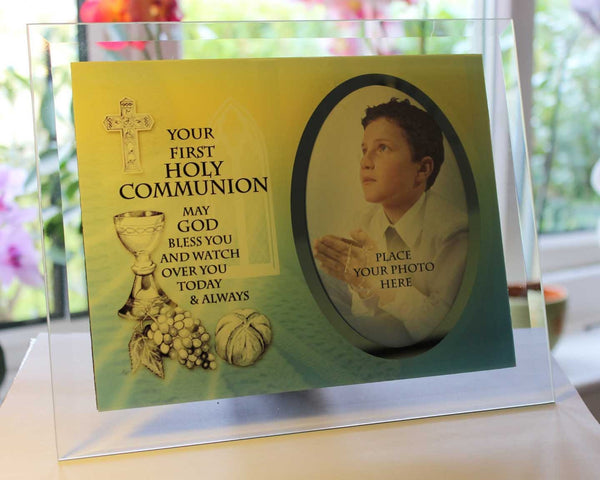 YOUR
FIRST
HOLY
COMMUNION
MAY
GOD
BLESS YOU
AND WATCH
OVER YOU
TODAY
& ALWAYS
PLACE
YOUR PHOTO
HERE